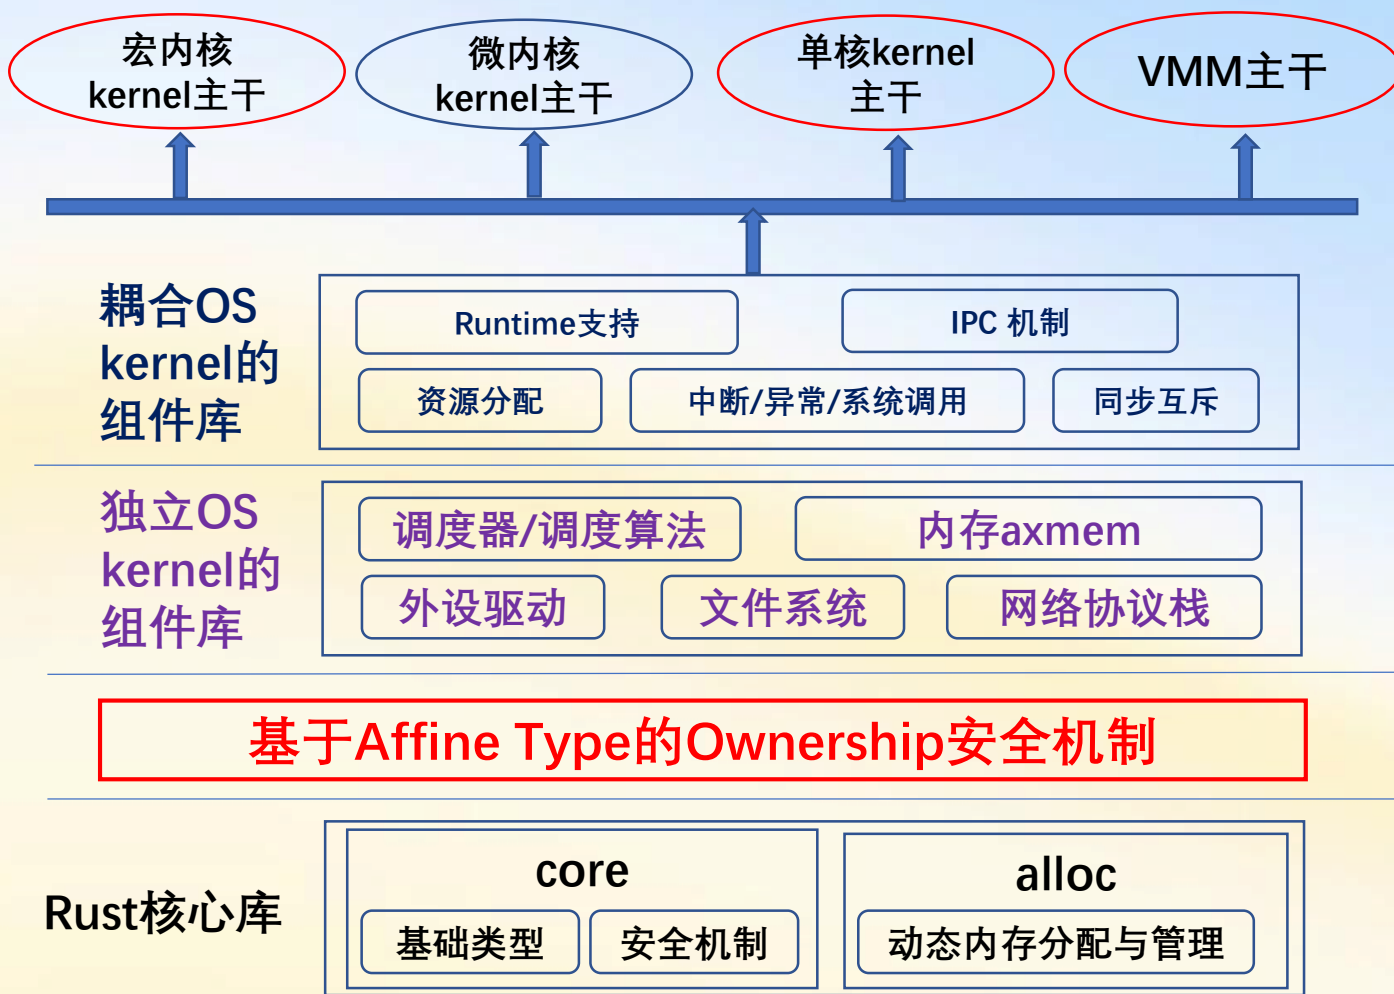 宏内核
kernel主干
微内核
kernel主干
单核kernel
主干
VMM主干
耦合OS
kernel的
组件库
Runtime支持
IPC 机制
资源分配
中断/异常/系统调用
同步互斥
独立OS
kernel的
组件库
调度器/调度算法
内存axmem
外设驱动
文件系统
网络协议栈
基于Affine Type的Ownership安全机制
Rust核心库
core
基础类型
安全机制
alloc
动态内存分配与管理